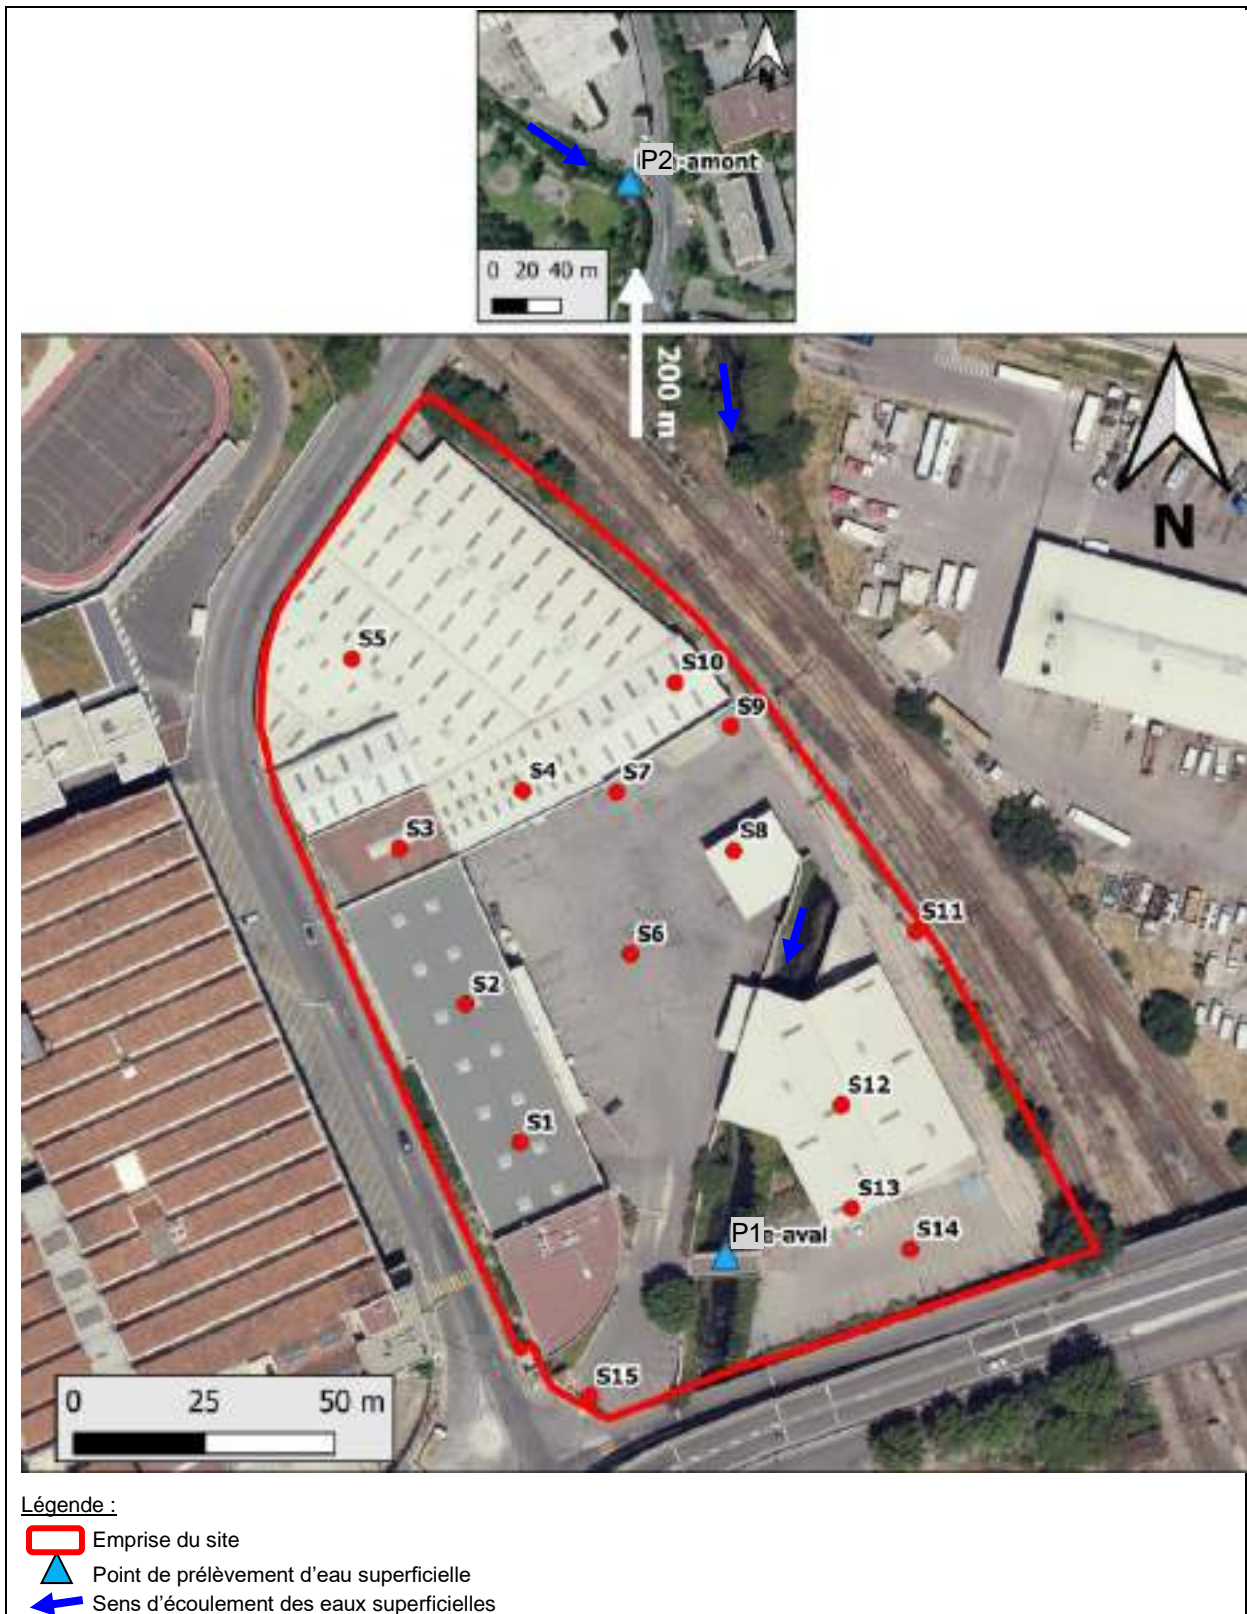 N
P2 -amont
0 20 40 m
200 m
N
S5
S10
S9
S4
S7
S3
S8
S11
S6
S2
S12
S1
S13
P1 e-aval
S14
0 25 50 m
S15
Légende :
Emprise du site
Point de prélèvement d'eau superficielle
Sens d'écoulement des eaux superficielles